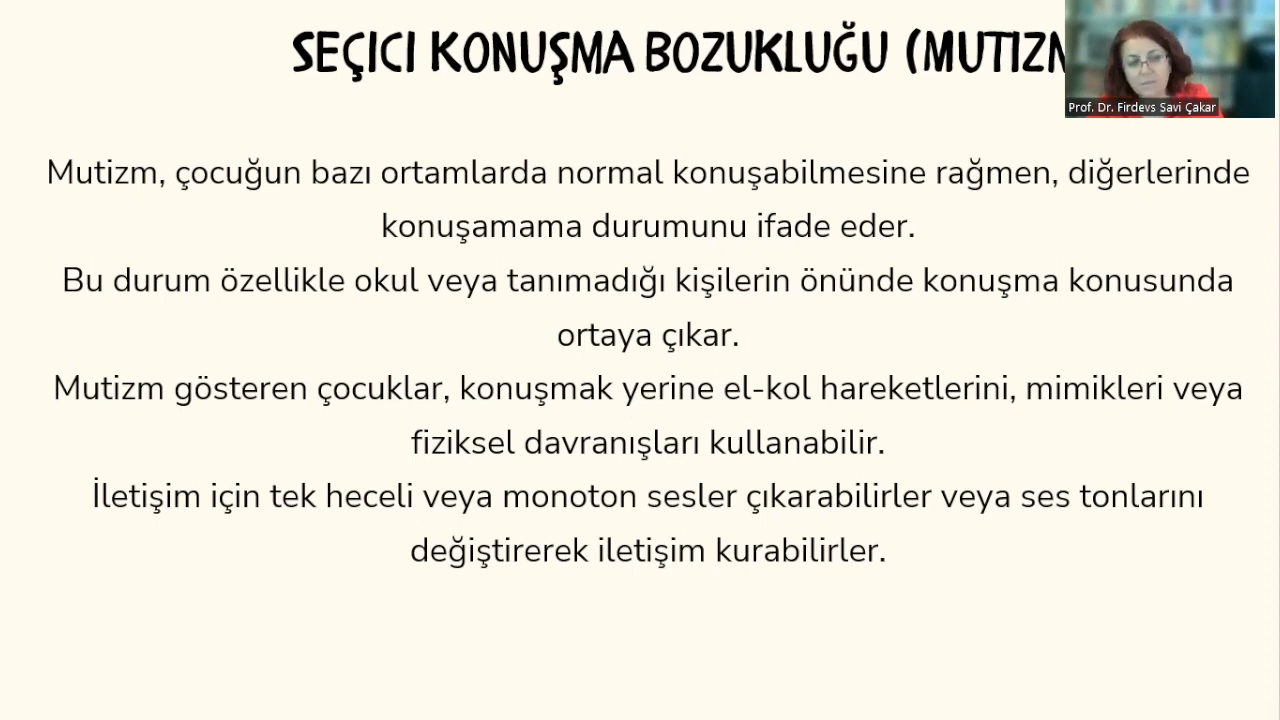 SEÇICI KONUŞMA BOZUKLUĞU (MUTIZM
Prof. Dr. Firdevs Savi Çakar
Mutizm, çocuğun bazı ortamlarda normal konuşabilmesine rağmen, diğerlerinde
konuşamama durumunu ifade eder.
Bu durum özellikle okul veya tanımadığı kişilerin önünde konuşma konusunda
ortaya çıkar.
Mutizm gösteren çocuklar, konuşmak yerine el-kol hareketlerini, mimikleri veya
fiziksel davranışları kullanabilir.
İletişim için tek heceli veya monoton sesler çıkarabilirler veya ses tonlarını
değiştirerek iletişim kurabilirler.